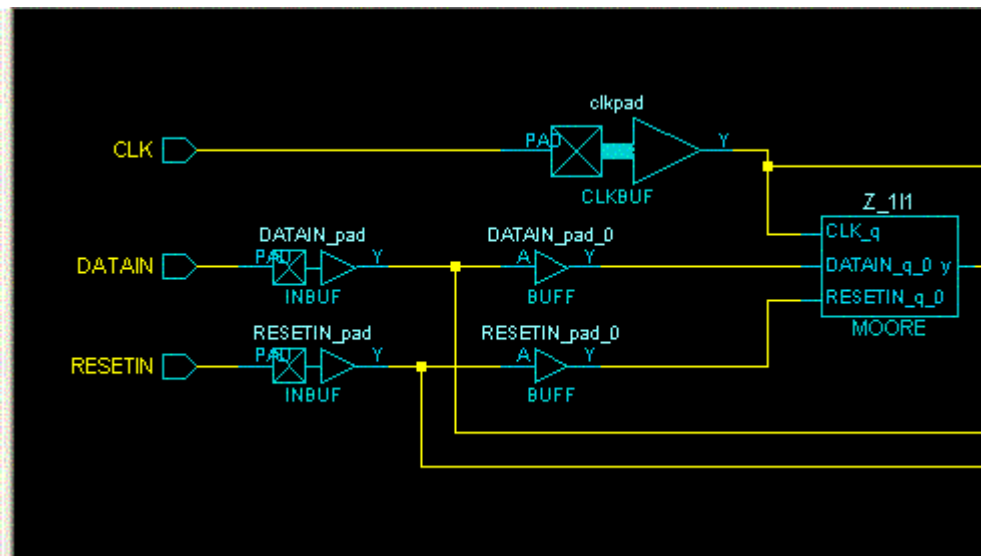 clkpad
CLK PAD Y
CLKBUF
Z_1I1
DATAIN_pad DATAIN_pad_0 CLK_q
DATAIN PAD Y A Y DATAIN_q_0 y
INBUF BUFF RESETIN_q_0
RESETIN_pad RESETIN_pad_0 MOORE
RESETIN PAD Y A Y
INBUF BUFF